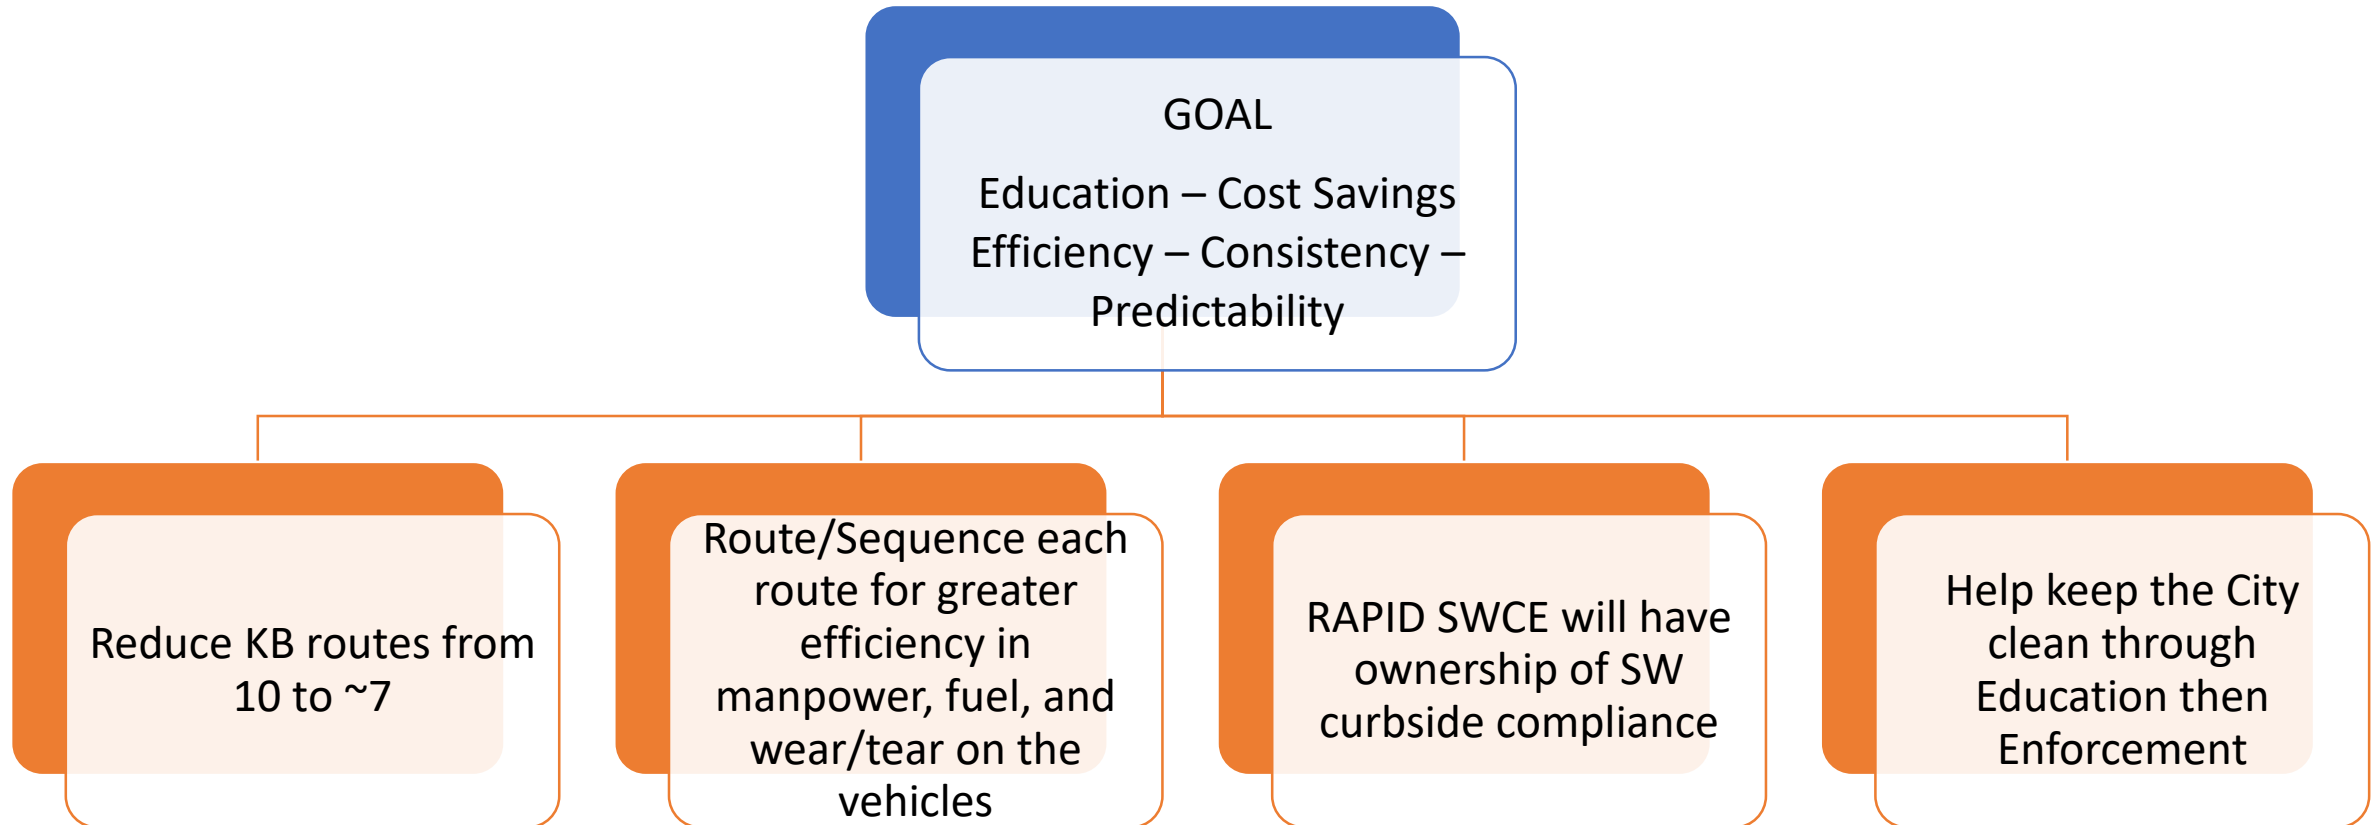 GOAL
Education – Cost Savings
Efficiency – Consistency –
Predictability
Reduce KB routes from
10 to ~7
Route/Sequence each
route for greater
efficiency in
manpower, fuel, and
wear/tear on the
vehicles
RAPID SWCE will have
ownership of SW
curbside compliance
Help keep the City
clean through
Education then
Enforcement